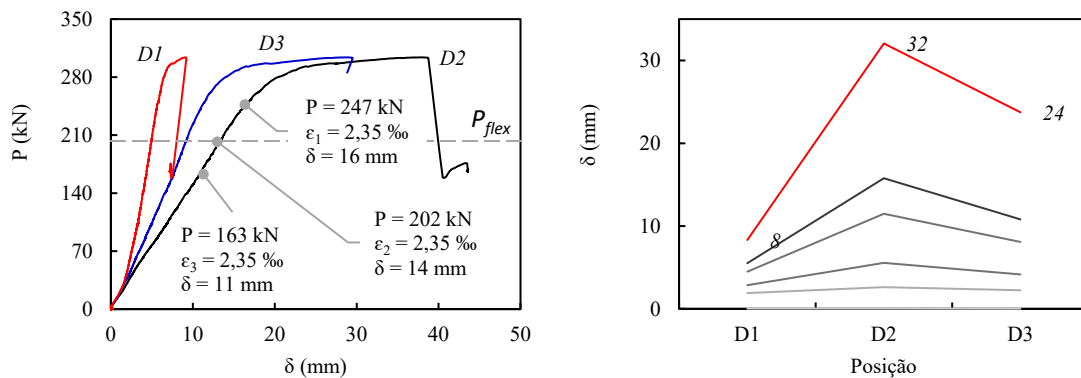 350
280
210
140
70
0
P (kN)
0
10
20
30
40
50
δ (mm)
D1
D3
D2
P = 247 kN
ε1 = 2,35 ‰
δ = 16 mm
Pflex
P = 163 kN
ε3 = 2,35 ‰
δ = 11 mm
P = 202 kN
ε2 = 2,35 ‰
δ = 14 mm
30
20
10
0
δ (mm)
32
24
8
D1
D2
D3
Posição